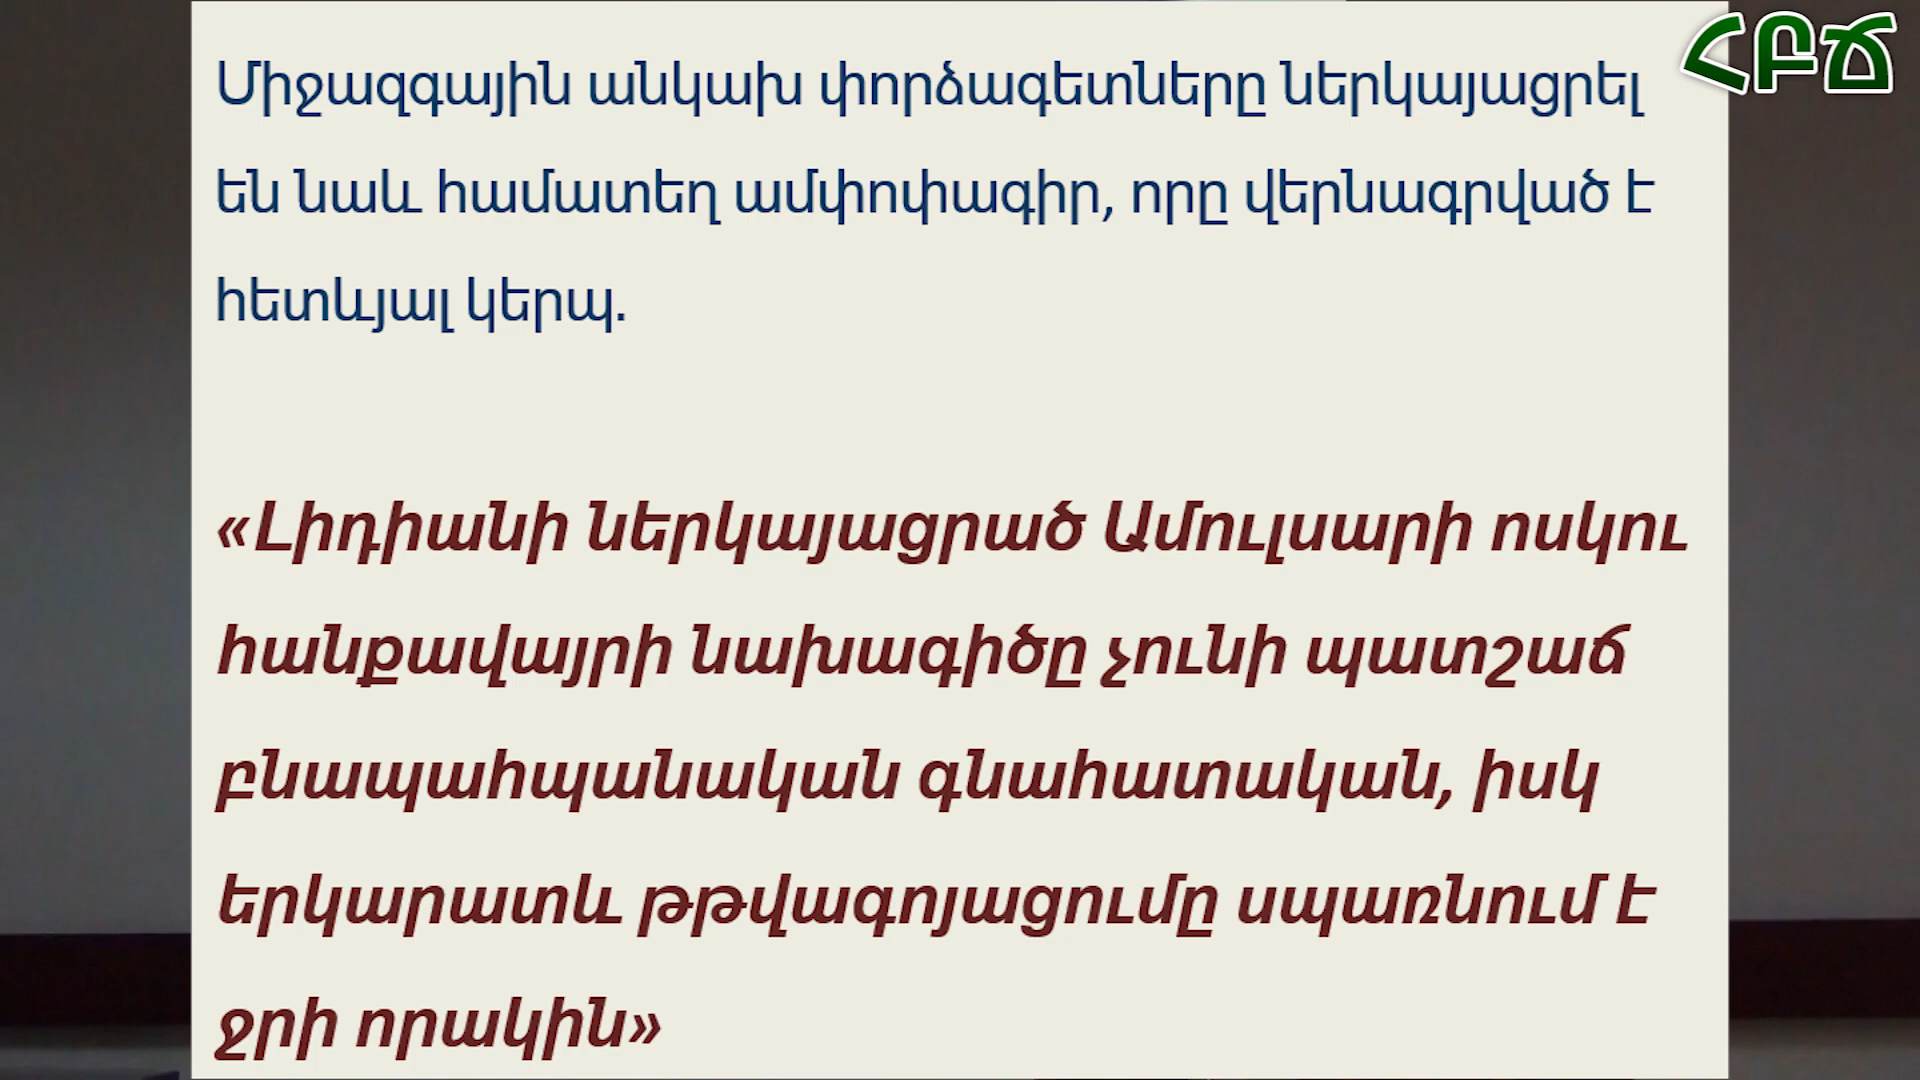 ՀԲՃ
Միջազգային անկախ փորձագետները ներկայացրել
են նաև համատեղ ամփոփագիր, որը վերնագրված է
հետևյալ կերպ.
«Լիդիանի ներկայացրած Ամուլսարի ոսկու
հանքավայրի նախագիծը չունի պատշաճ
բնապահպանական գնահատական, իսկ
երկարատև թթվագոյացումը սպառնում է
ջրի որակին»